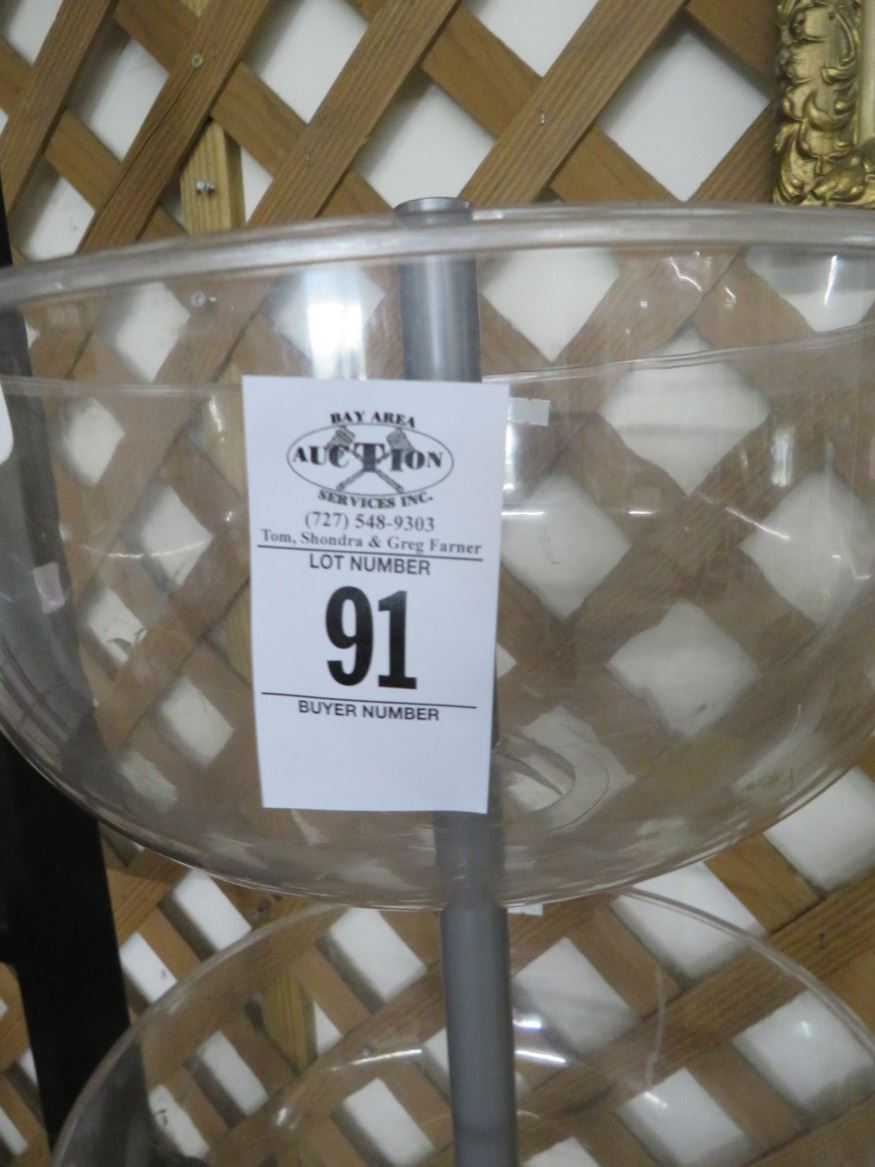 BAY AREA
AUCTION
SERVICES INC.
(727) 548-9303
Tom, Shondra & Greg Farner
LOT NUMBER
91
BUYER NUMBER